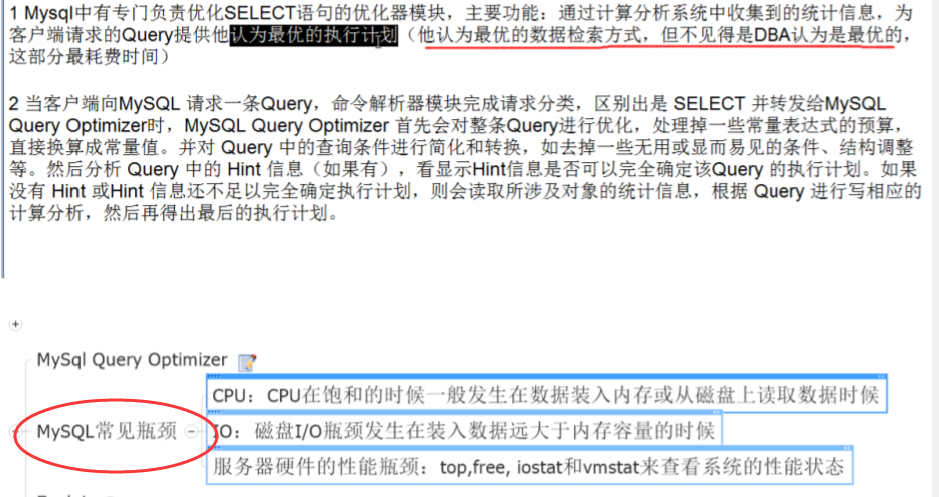 1 Mysql中有专门负责优化SELECT语句的优化器模块，主要功能：通过计算分析系统中收集到的统计信息，为
客户端请求的Query提供他认为最优的执行计划（他认为最优的数据检索方式，但不见得是DBA认为是最优的，
这部分最耗费时间）
2 当客户端向MySQL 请求一条Query，命令解析器模块完成请求分类，区别出是 SELECT 并转发给MySQL
Query Optimizer时，MySQL Query Optimizer 首先会对整条Query进行优化，处理掉一些常量表达式的预算，
直接换算成常量值。并对 Query 中的查询条件进行简化和转换，如去掉一些无用或显而易见的条件、结构调整
等。然后分析 Query 中的 Hint 信息（如果有），看显示Hint信息是否可以完全确定该Query 的执行计划。如果
没有 Hint 或Hint 信息还不足以完全确定执行计划，则会读取所涉及对象的统计信息，根据 Query 进行写相应的
计算分析，然后再得出最后的执行计划。
MySql Query Optimizer
CPU：CPU在饱和的时候一般发生在数据装入内存或从磁盘上读取数据时候
MySQL常见瓶颈
IO：磁盘I/O瓶颈发生在装入数据远大于内存容量的时候
服务器硬件的性能瓶颈：top,free, iostat和vmstat来查看系统的性能状态